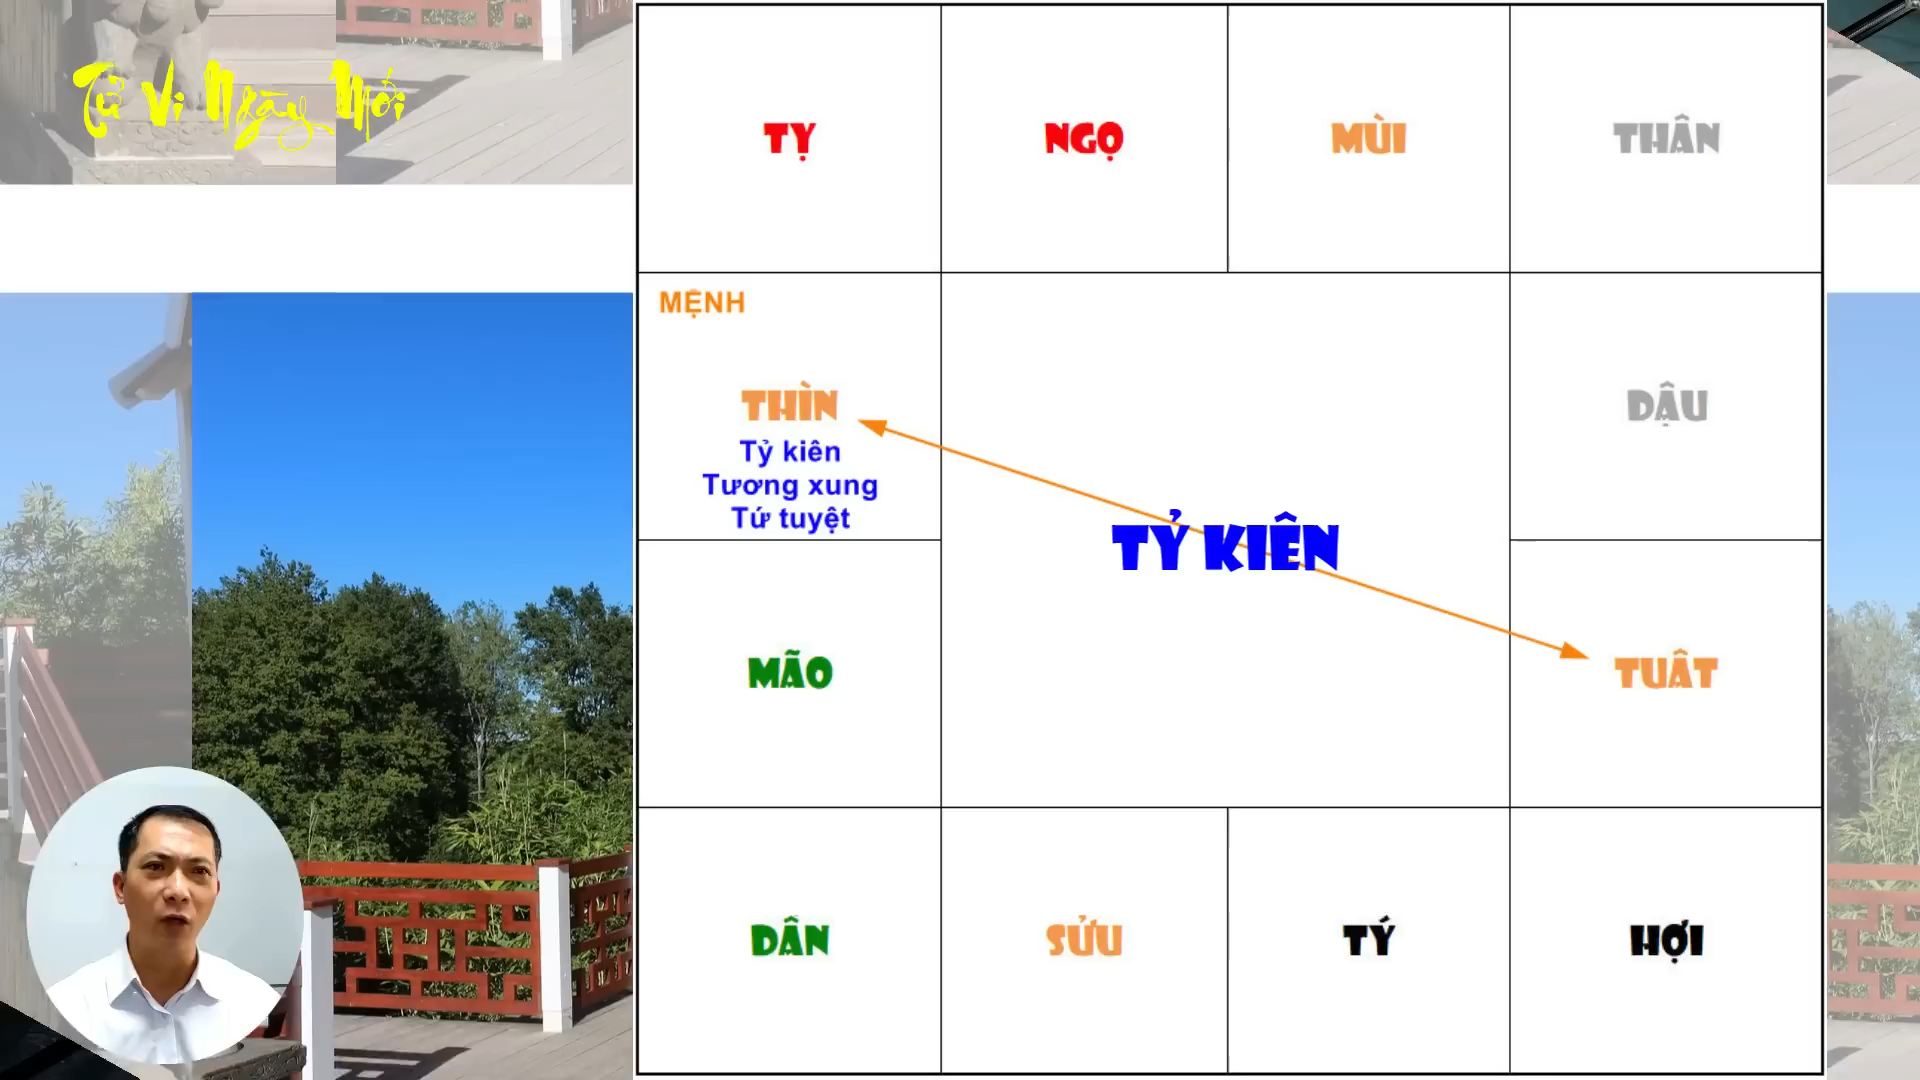 Tử Vi Ngày Mới
TỴ
NGỌ
MÙI
THÂN
MỆNH
THÌN
Tỷ kiên
Tương xung
Tứ tuyệt
DẬU
TỶ KIÊN
MÃO
TUẤT
DẦN
SỬU
TÝ
HỢI